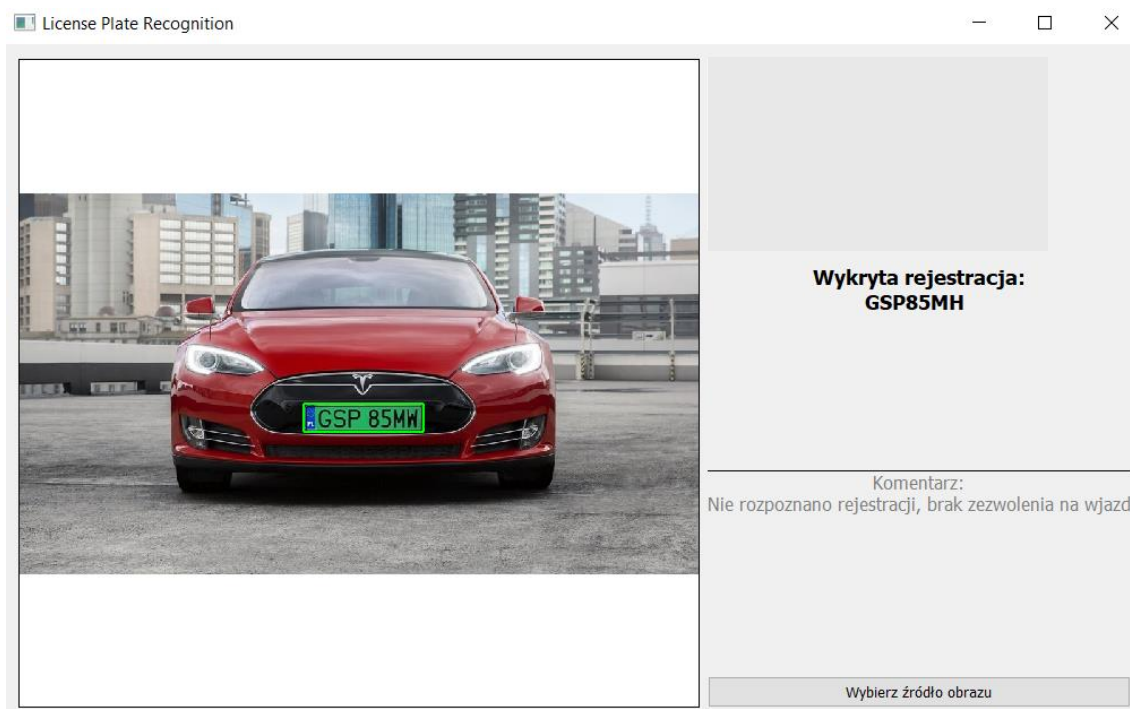 License Plate Recognition
GSP 85MW
PL
Wykryta rejestracja:
GSP85MH
Komentarz:
Nie rozpoznano rejestracji, brak zezwolenia na wjazd
Wybierz źródło obrazu